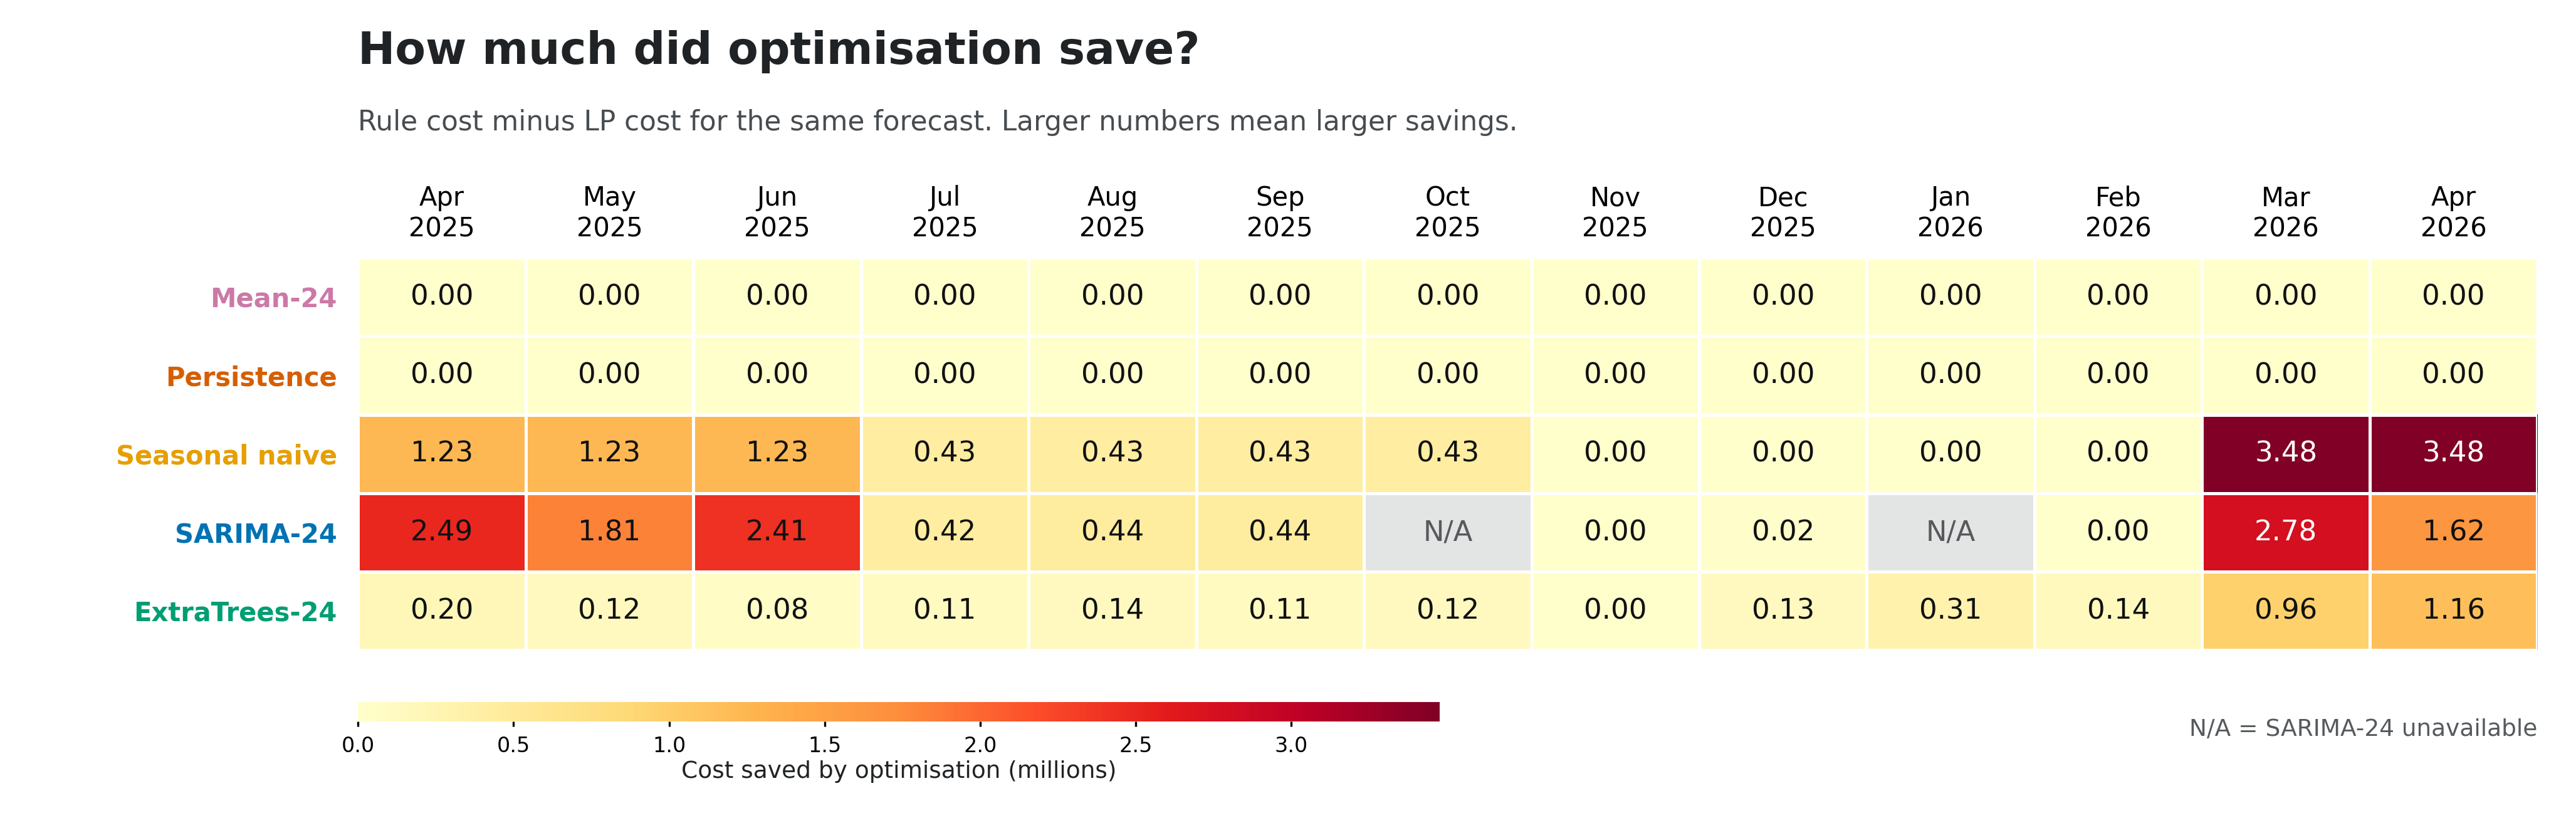 How much did optimisation save?
Rule cost minus LP cost for the same forecast. Larger numbers mean larger savings.
Apr May Jun Jul Aug Sep Oct Nov Dec Jan Feb Mar Apr
2025 2025 2025 2025 2025 2025 2025 2025 2025 2026 2026 2026 2026
Mean-24 0.00 0.00 0.00 0.00 0.00 0.00 0.00 0.00 0.00 0.00 0.00 0.00 0.00
Persistence 0.00 0.00 0.00 0.00 0.00 0.00 0.00 0.00 0.00 0.00 0.00 0.00 0.00
Seasonal naive 1.23 1.23 1.23 0.43 0.43 0.43 0.43 0.00 0.00 0.00 0.00 3.48 3.48
SARIMA-24 2.49 1.81 2.41 0.42 0.44 0.44 N/A 0.00 0.02 N/A 0.00 2.78 1.62
ExtraTrees-24 0.20 0.12 0.08 0.11 0.14 0.11 0.12 0.00 0.13 0.31 0.14 0.96 1.16
0.0 0.5 1.0 1.5 2.0 2.5 3.0
Cost saved by optimisation (millions)
N/A = SARIMA-24 unavailable